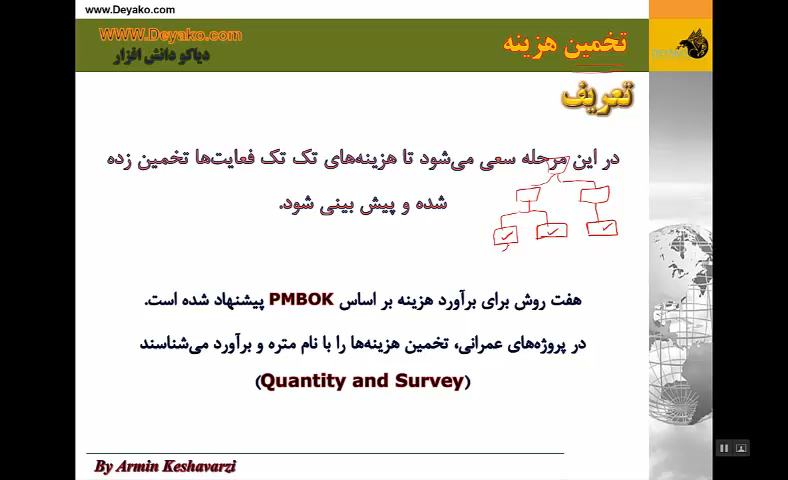 www.Deyako.com
WWW.Deyako.com
دیاکو دانش افزار
تخمین هزینه
تعریف
در این مرحله سعی می‌شود تا هزینه‌های تک تک فعایت‌ها تخمین زده
شده و پیش بینی شود.
هفت روش برای برآورد هزینه بر اساس PMBOK پیشنهاد شده است.
در پروژه‌های عمرانی، تخمین هزینه‌ها را با نام متره و برآورد می‌شناسند
(Quantity and Survey)
By Armin Keshavarzi